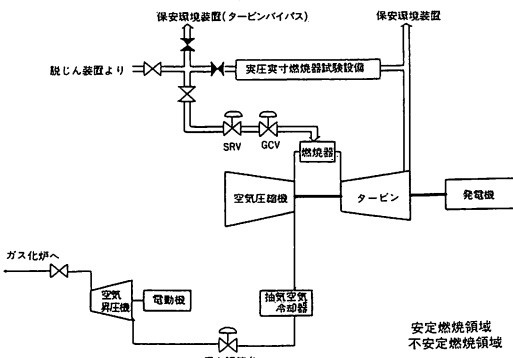 保安環境装置(タービンバイパス)
保安環境装置
脱じん装置より
実圧実寸燃焼器試験設備
SRV
GCV
燃焼器
空気圧縮機
タービン
発電機
ガス化炉へ
空気
昇圧機
電動機
抽気空気
冷却器
安定燃焼領域
不安定燃焼領域